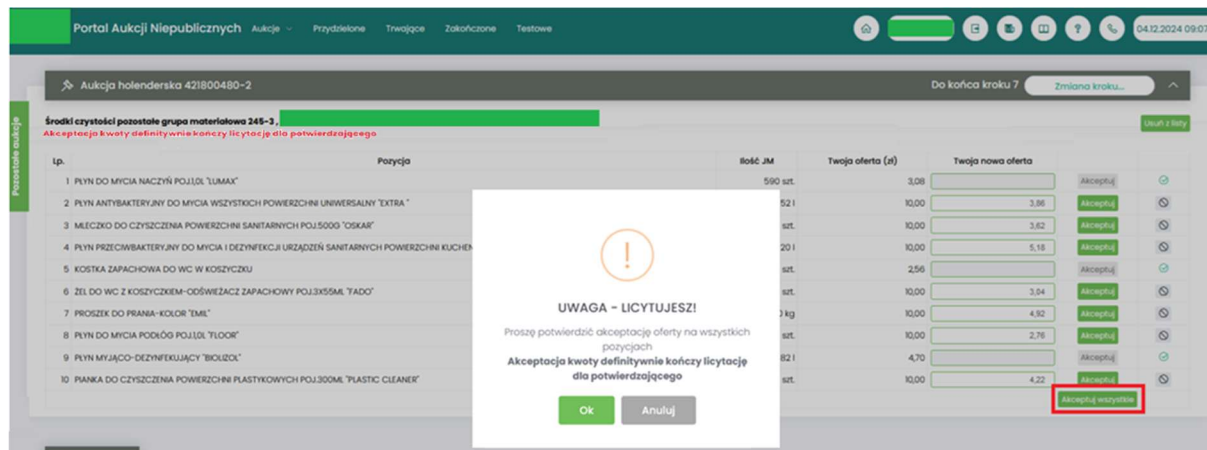 Portal Aukcji Niepublicznych Aukcje Przydzielone Trwające Zakończone Testowe 04.12.2024 09:07
Aukcja holenderska 421800480-2 Do końca kroku 7 Zmiana kroku...
Pozostałe aukcje
Środki czystości pozostałe grupa materiałowa 245-3 , Usuń z listy
Akceptacja kwoty definitywnie kończy licytację dla potwierdzającego
Lp. Pozycja Ilość JM Twoja oferta (zł) Twoja nowa oferta
1 PŁYN DO MYCIA NACZYŃ POJ.1,0L "LUMAX" 590 szt. 3,08 Akceptuj
2 PŁYN ANTYBAKTERYJNY DO MYCIA WSZYSTKICH POWIERZCHNI UNIWERSALNY "EXTRA " 52 l 10,00 3,86 Akceptuj
3 MLECZKO DO CZYSZCZENIA POWIERZCHNI SANITARNYCH POJ.500G "OSKAR" szt. 10,00 3,62 Akceptuj
4 PŁYN PRZECIWBAKTERYJNY DO MYCIA I DEZYNFEKCJI URZĄDZEŃ SANITARNYCH POWIERZCHNI KUCHEN 20 l 10,00 5,18 Akceptuj
5 KOSTKA ZAPACHOWA DO WC W KOSZYCZKU szt. 2,56 Akceptuj
6 ŻEL DO WC Z KOSZYCZKIEM-ODŚWIEŻACZ ZAPACHOWY POJ.3X55ML "FADO" szt. 10,00 3,84 Akceptuj
7 PROSZEK DO PRANIA-KOLOR "EMIL" kg 10,00 4,92 Akceptuj
8 PŁYN DO MYCIA PODŁÓG POJ.1,0L "FLOOR" szt. 10,00 2,76 Akceptuj
9 PŁYN MYJĄCO-DEZYNFEKUJĄCY "BIOLIZOL" 82 l 4,70 Akceptuj
10 PIANKA DO CZYSZCZENIA POWIERZCHNI PLASTYKOWYCH POJ.300ML "PLASTIC CLEANER" szt. 10,00 4,22 Akceptuj
Akceptuj wszystkie
UWAGA - LICYTUJESZ!
Proszę potwierdzić akceptację oferty na wszystkich
pozycjach
Akceptacja kwoty definitywnie kończy licytację
dla potwierdzającego
Ok Anuluj